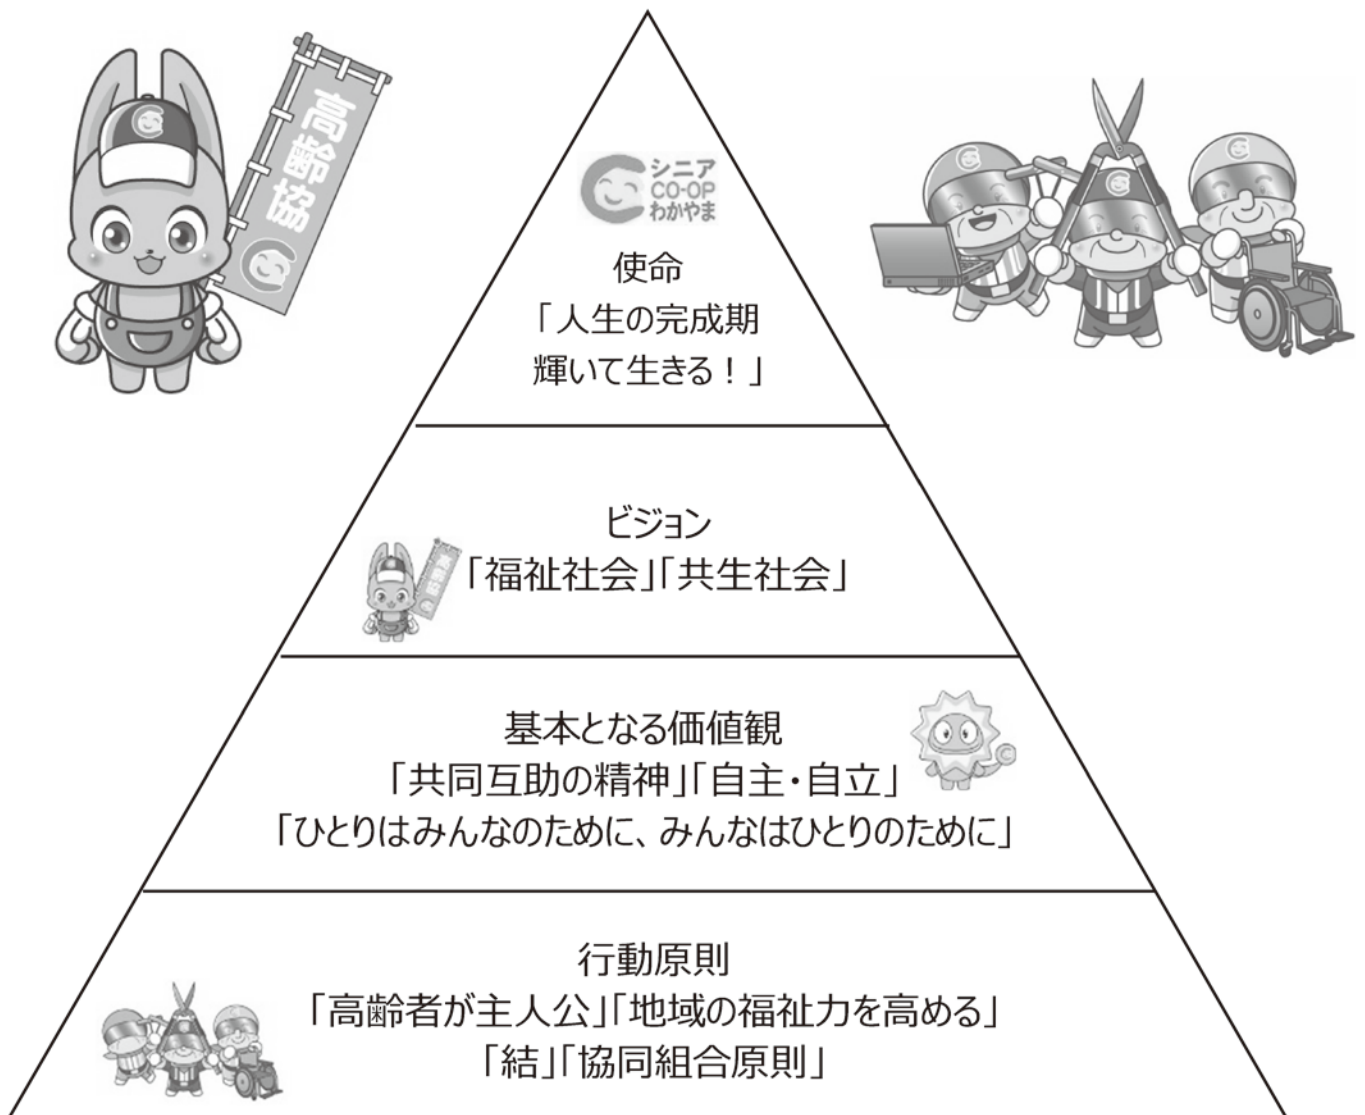 高齢協
シニア
CO-OP
わかやま
使命
「人生の完成期
輝いて生きる！」
ビジョン
高齢協
「福祉社会」「共生社会」
基本となる価値観
「共同互助の精神」「自主・自立」
「ひとりはみんなのために、みんなはひとりのために」
行動原則
「高齢者が主人公」「地域の福祉力を高める」
「結」「協同組合原則」